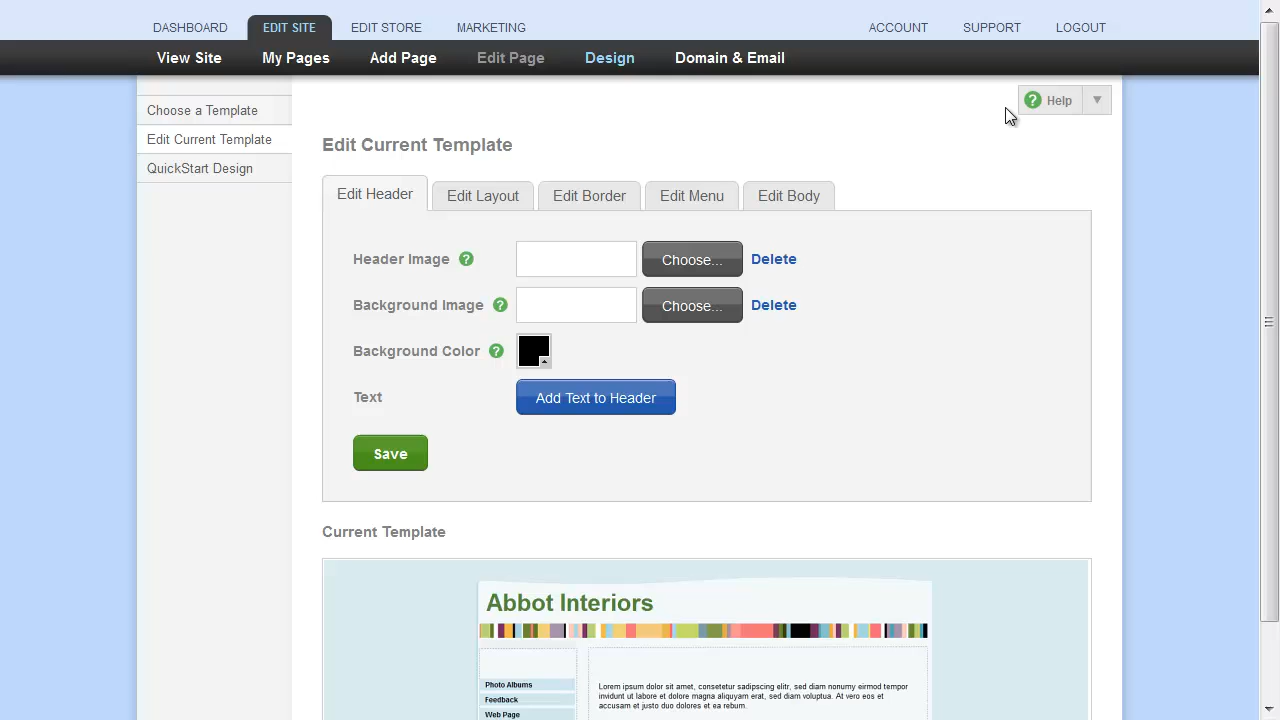 DASHBOARD EDIT SITE EDIT STORE MARKETING ACCOUNT SUPPORT LOGOUT
View Site My Pages Add Page Edit Page Design Domain & Email
Choose a Template
Edit Current Template
QuickStart Design
? Help
Edit Current Template
Edit Header Edit Layout Edit Border Edit Menu Edit Body
Header Image ? Choose... Delete
Background Image ? Choose... Delete
Background Color ?
Text Add Text to Header
Save
Current Template
Abbot Interiors
Photo Albums
Feedback
Web Page
Lorem ipsum dolor sit amet, consetetur sadipscing elitr, sed diam nonumy eirmod tempor
invidunt ut labore et dolore magna aliquyam erat, sed diam voluptua. At vero eos et
accusam et justo duo dolores et ea rebum.